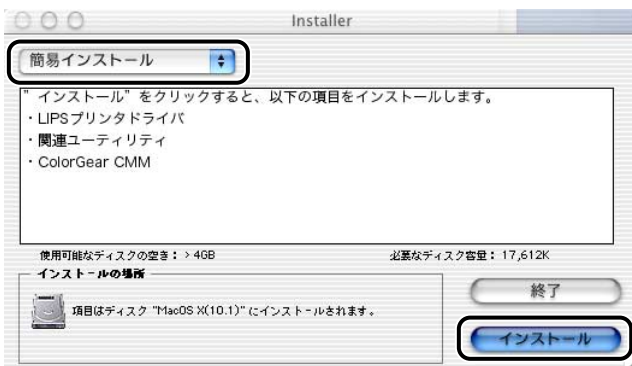 Installer
簡易インストール
"インストール"をクリックすると、以下の項目をインストールします。
・LIPSプリンタドライバ
・関連ユーティリティ
・ColorGear CMM
使用可能なディスクの空き：> 4GB 必要なディスク容量：17,612K
インストールの場所
項目はディスク "MacOS X(10.1)"にインストールされます。
終了
インストール